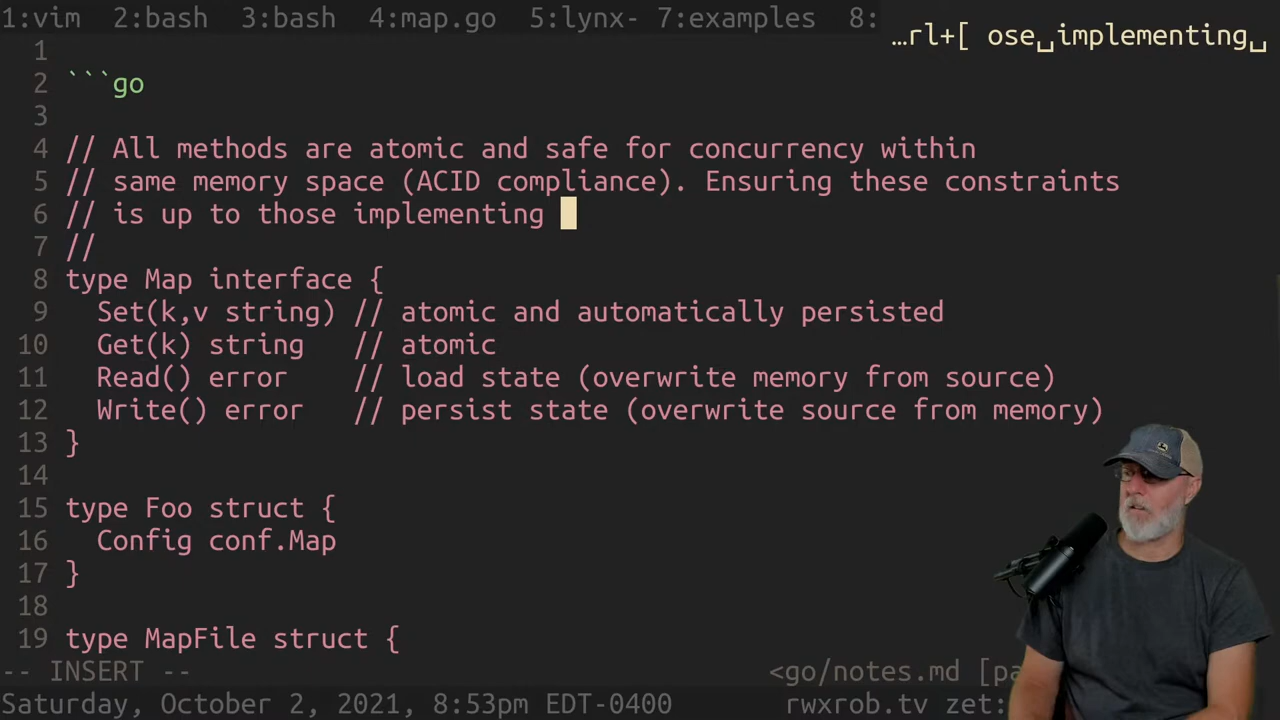 1:vim 2:bash 3:bash 4:map.go 5:lynx- 7:examples 8:
…rl+[ ose␣implementing␣
1
2 ```go
3
4 // All methods are atomic and safe for concurrency within
5 // same memory space (ACID compliance). Ensuring these constraints
6 // is up to those implementing
7 //
8 type Map interface {
9 Set(k,v string) // atomic and automatically persisted
10 Get(k) string // atomic
11 Read() error // load state (overwrite memory from source)
12 Write() error // persist state (overwrite source from memory)
13 }
14
15 type Foo struct {
16 Config conf.Map
17 }
18
19 type MapFile struct {
-- INSERT -- <go/notes.md [pa
Saturday, October 2, 2021, 8:53pm EDT-0400 rwxrob.tv zet: